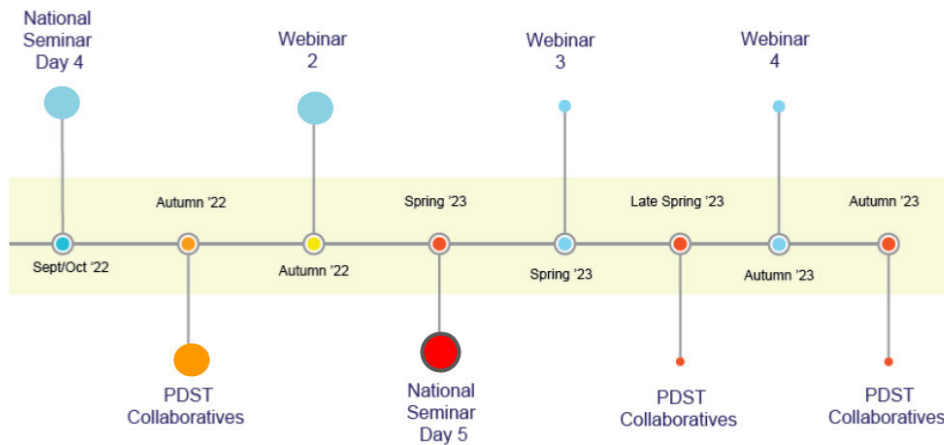 National
Seminar
Day 4
Webinar
2
Webinar
3
Webinar
4
Autumn '22
Spring '23
Late Spring '23
Autumn '23
Sept/Oct '22
Autumn '22
Spring '23
Autumn '23
PDST
Collaboratives
National
Seminar
Day 5
PDST
Collaboratives
PDST
Collaboratives